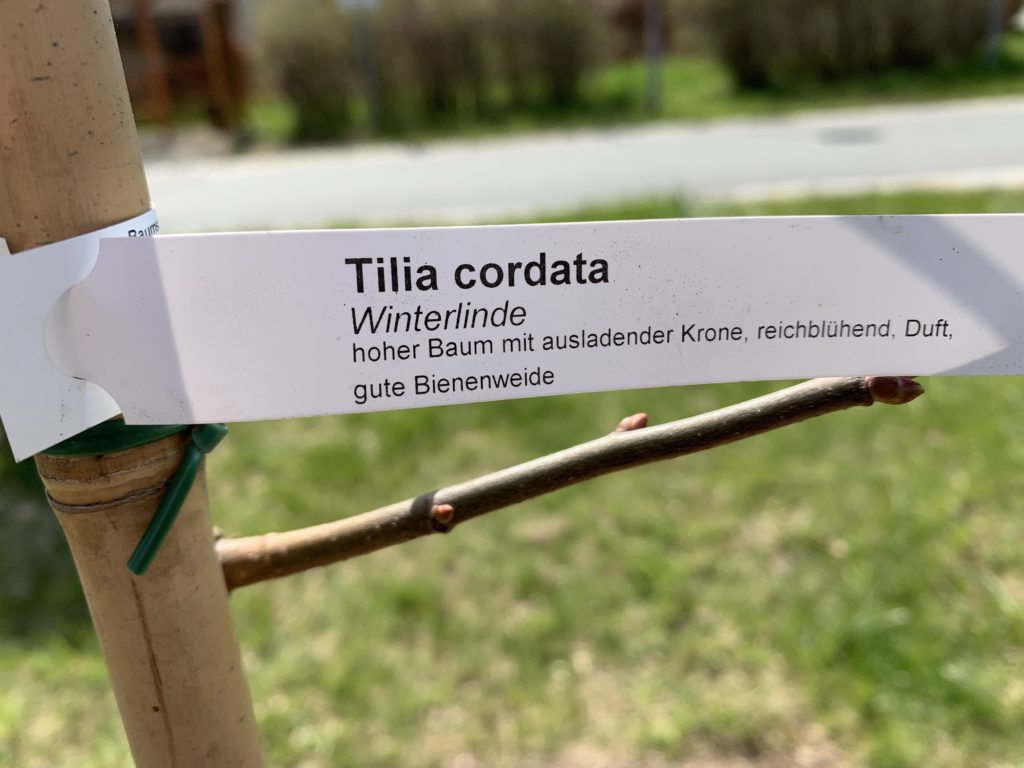 Tilia cordata
Winterlinde
hoher Baum mit ausladender Krone, reichblühend, Duft,
gute Bienenweide